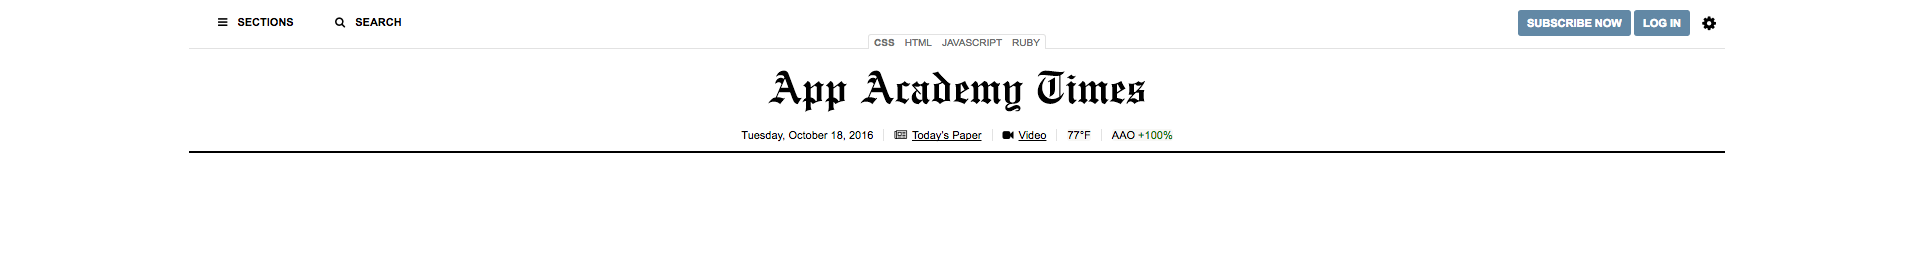 SECTIONS SEARCH SUBSCRIBE NOW LOG IN
CSS HTML JAVASCRIPT RUBY
App Academy Times
Tuesday, October 18, 2016 Today's Paper Video 77°F AAO +100%